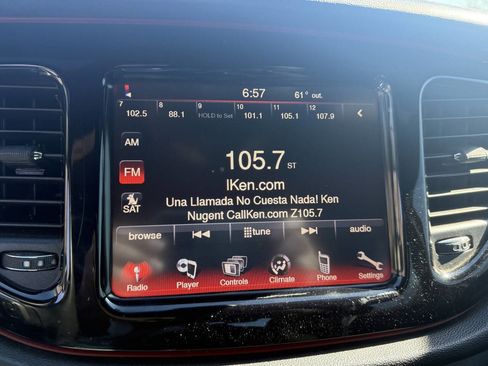 6:57 61° out.
7 8 9 10 11 12
102.5 88.1 HOLD to Set 101.1 105.1 107.9
AM
FM
SAT
105.7 ST
lKen.com
Una Llamada No Cuesta Nada! Ken
Nugent CallKen.com Z105.7
browse tune audio
Radio Player Controls Climate Phone Settings